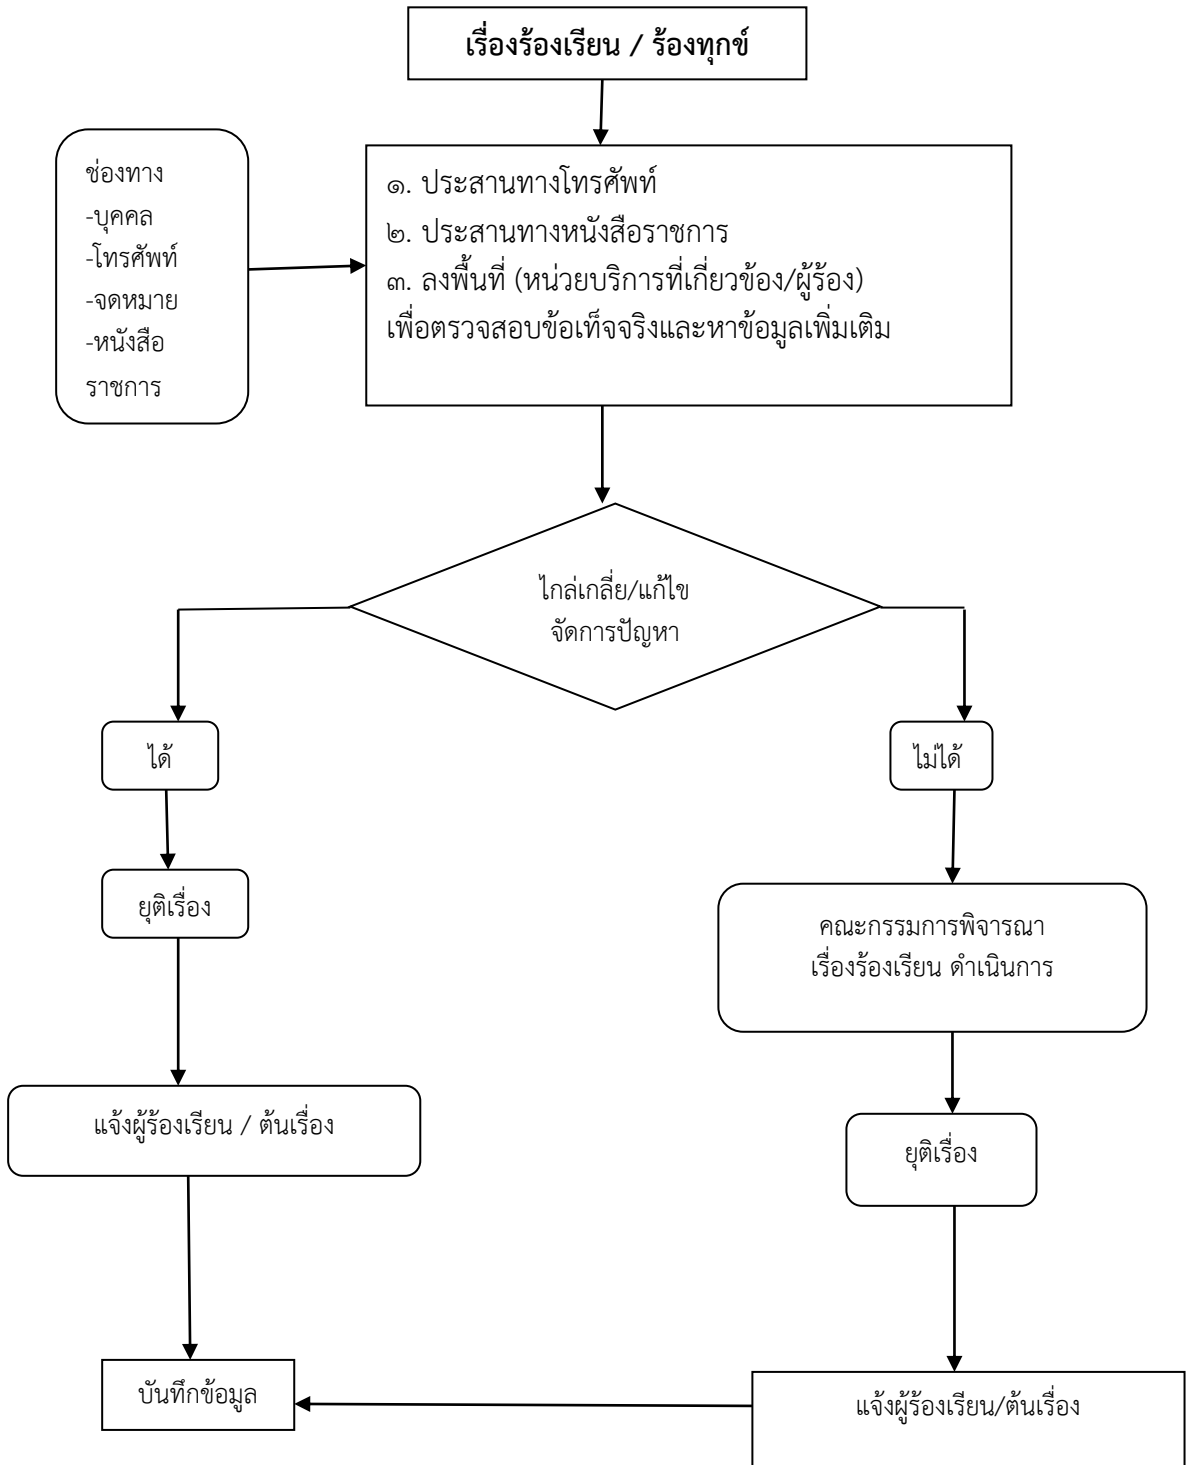 เรื่องร้องเรียน / ร้องทุกข์
ช่องทาง
-บุคคล
-โทรศัพท์
-จดหมาย
-หนังสือ
ราชการ
๑. ประสานทางโทรศัพท์
๒. ประสานทางหนังสือราชการ
๓. ลงพื้นที่ (หน่วยบริการที่เกี่ยวข้อง/ผู้ร้อง)
เพื่อตรวจสอบข้อเท็จจริงและหาข้อมูลเพิ่มเติม
ไกล่เกลี่ย/แก้ไข
จัดการปัญหา
ได้
ไม่ได้
ยุติเรื่อง
คณะกรรมการพิจารณา
เรื่องร้องเรียน ดำเนินการ
แจ้งผู้ร้องเรียน / ต้นเรื่อง
ยุติเรื่อง
บันทึกข้อมูล
แจ้งผู้ร้องเรียน/ต้นเรื่อง